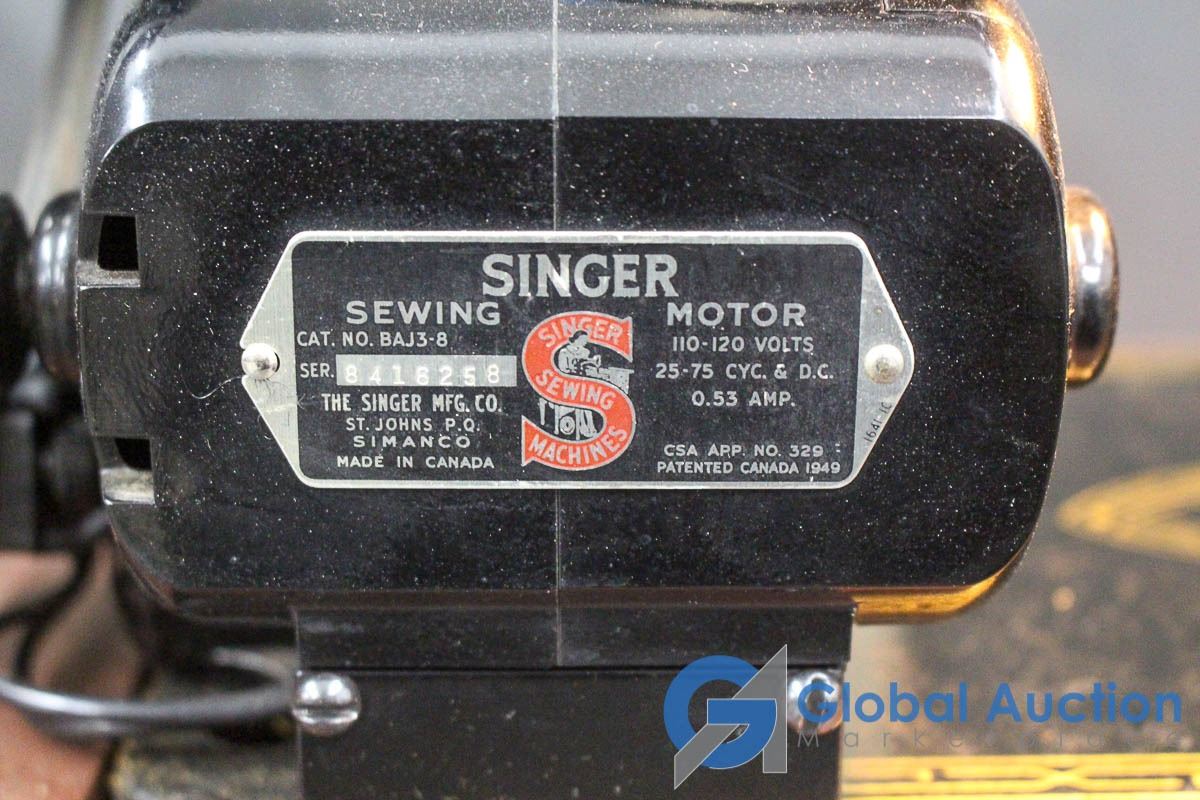 SINGER
SEWING MOTOR
CAT. NO. BAJ3-8
SER. 8416258
THE SINGER MFG. CO.
ST. JOHNS P.Q.
SIMANCO
MADE IN CANADA
SINGER
SEWING
MACHINES
110-120 VOLTS
25-75 CYC. & D.C.
0.53 AMP.
CSA APP. NO. 329
PATENTED CANADA 1949
Global Auction